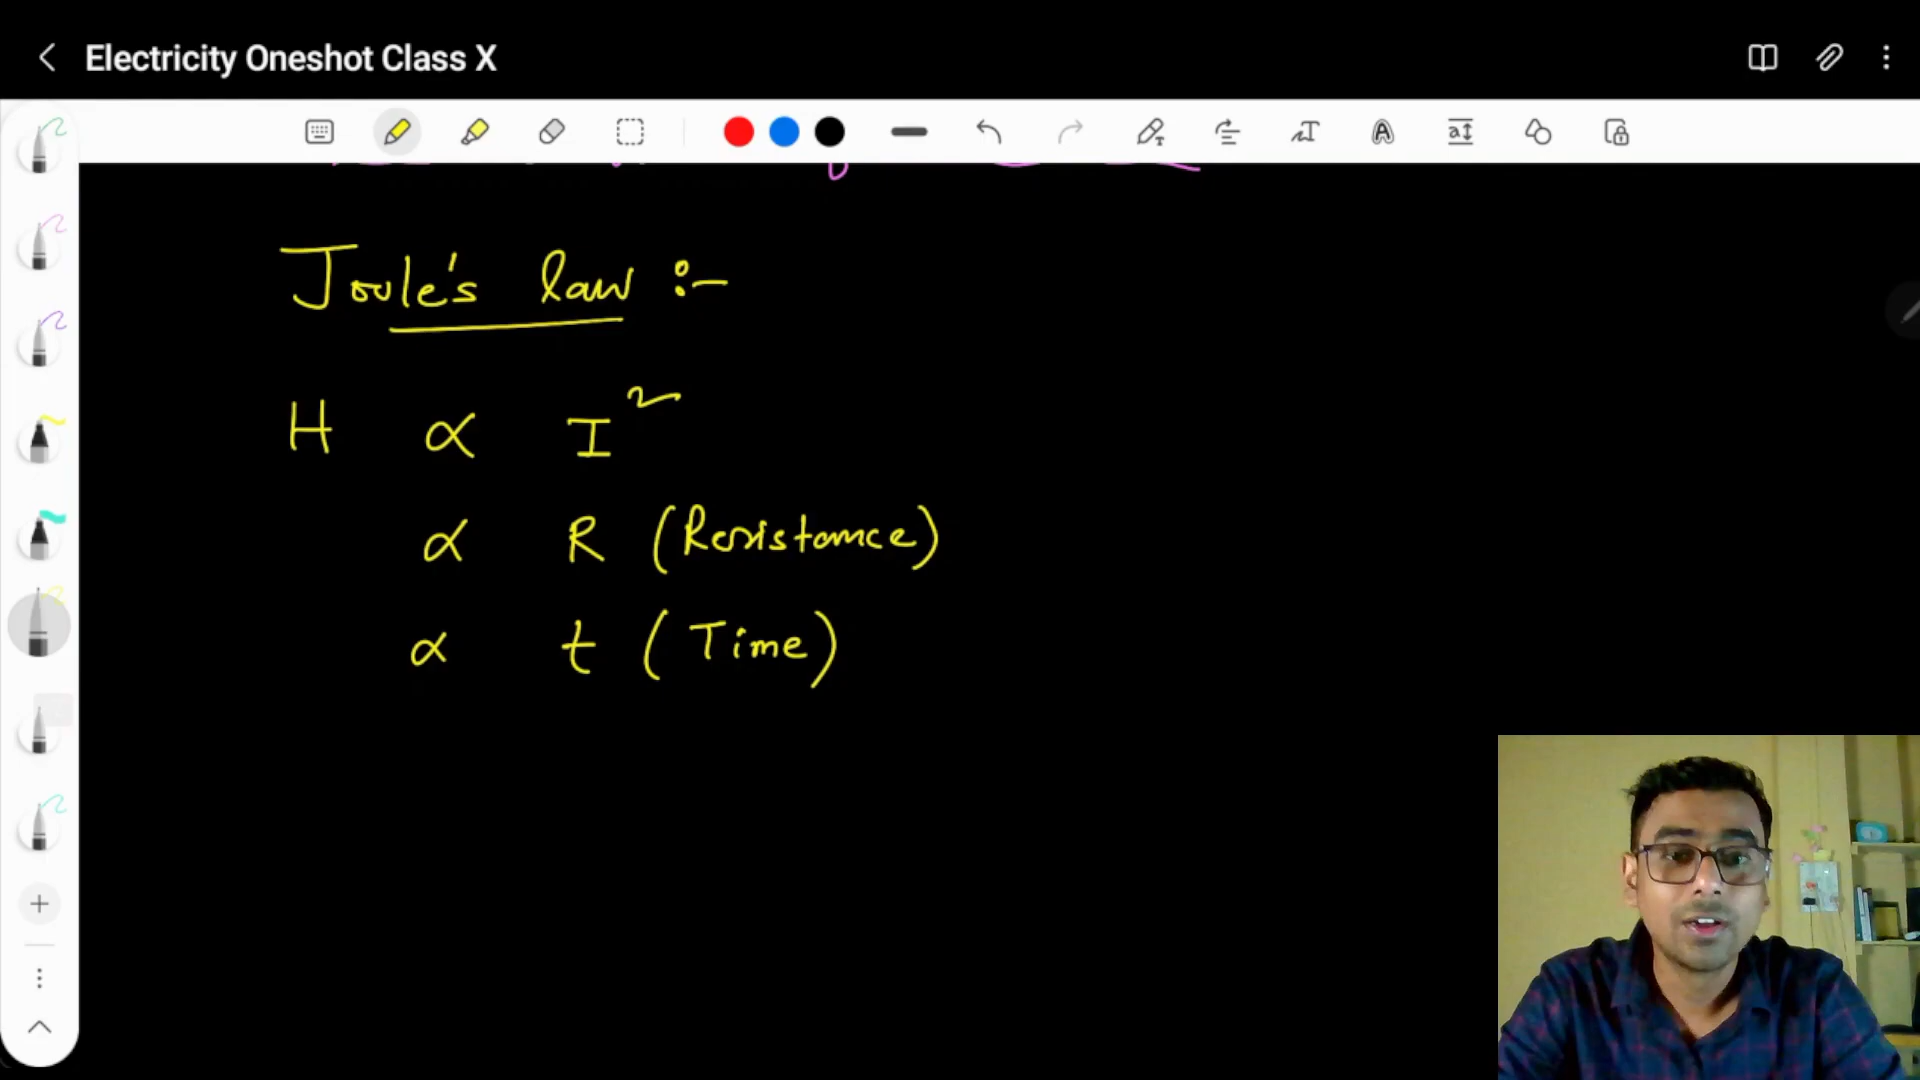 Electricity Oneshot Class X
Joule's law :-
H α I²
α R (Resistance)
α t (Time)